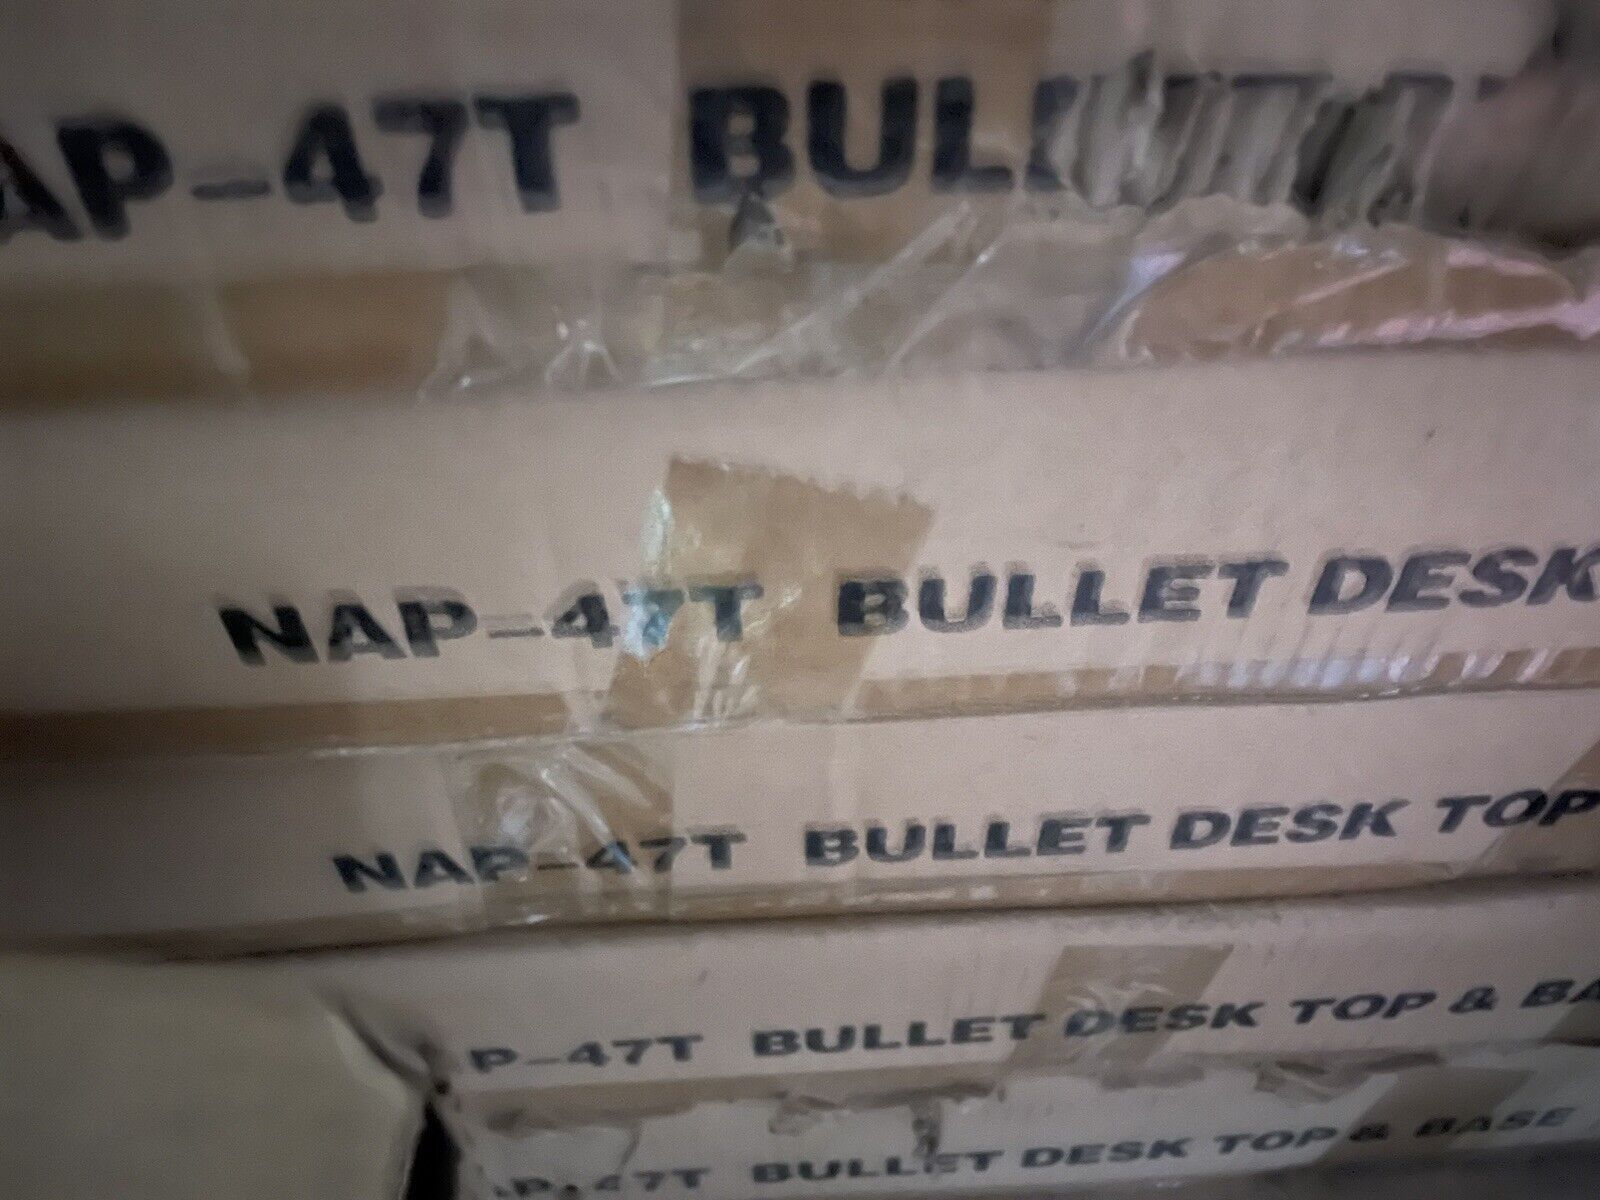 AP-47T BUL
NAP-47T BULLET DESK
NAP-47T BULLET DESK TOP
P-47T BULLET DESK TOP & BA
P-47T BULLET DESK TOP & BASE